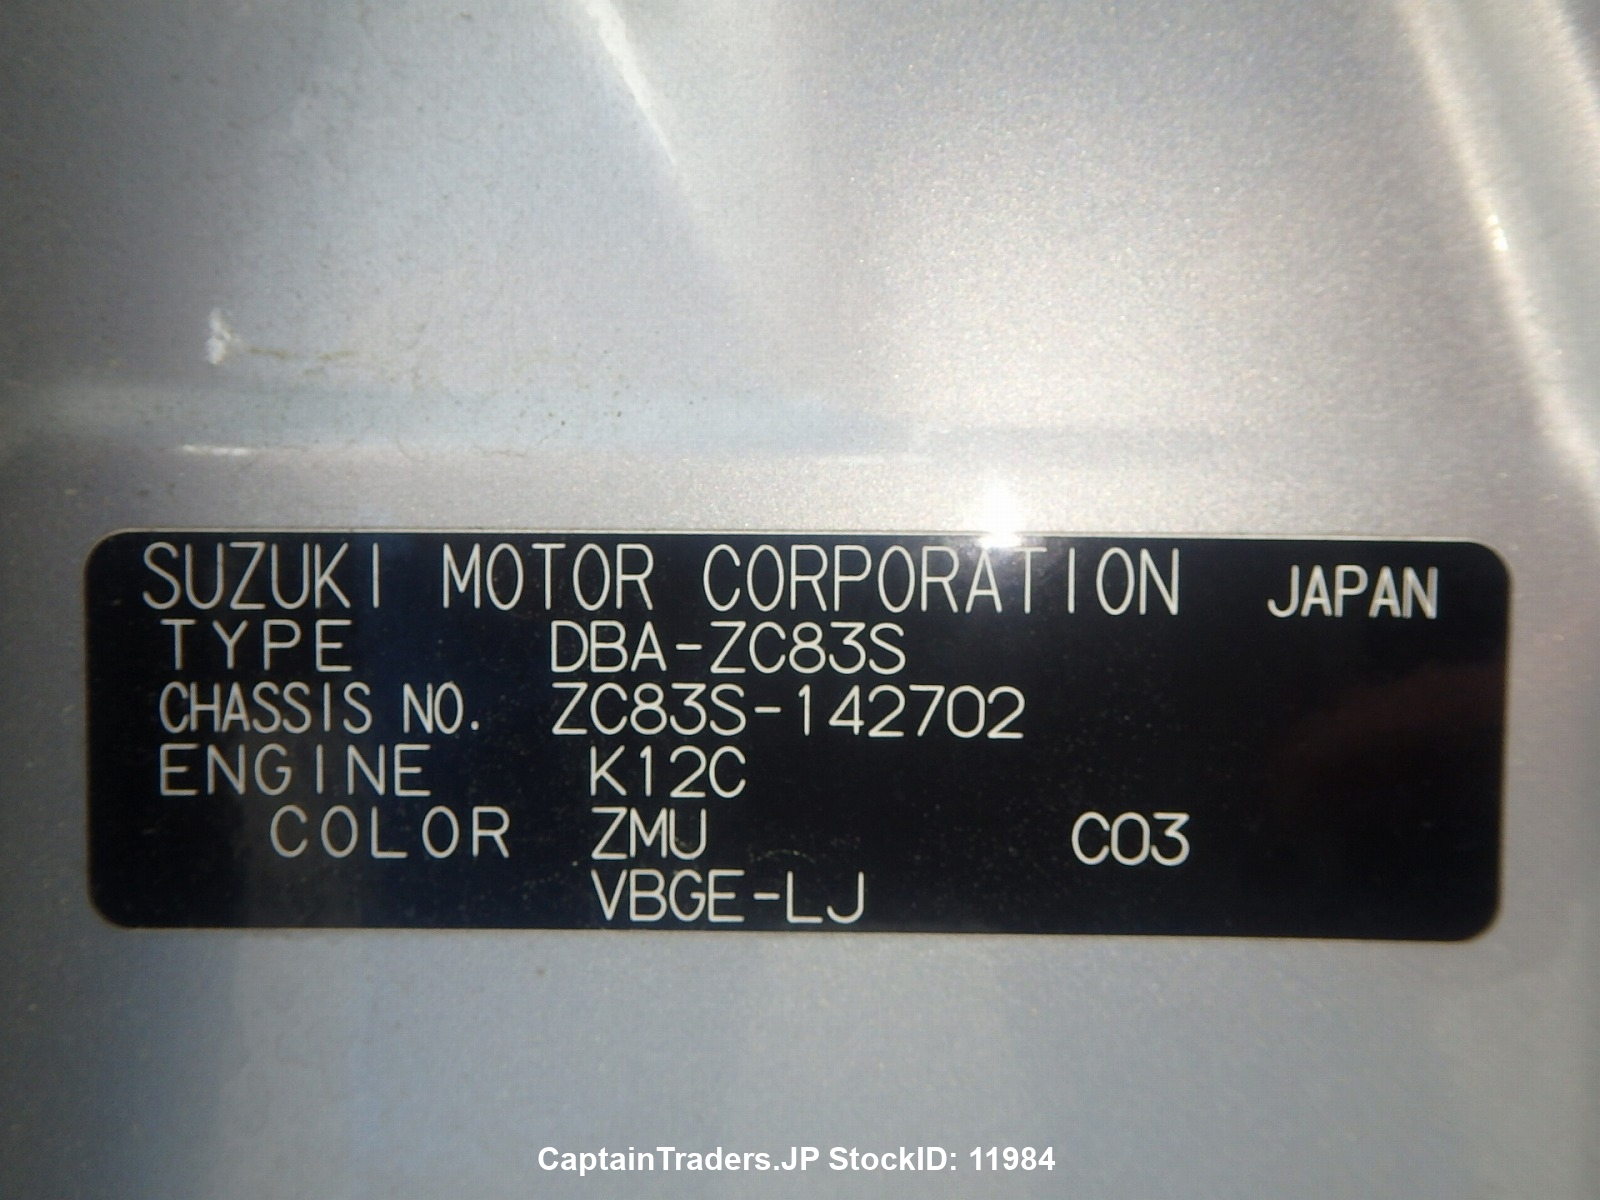 SUZUKI MOTOR CORPORATION JAPAN
TYPE DBA-ZC83S
CHASSIS NO. ZC83S-142702
ENGINE K12C
COLOR ZMU C03
VBGE-LJ
CaptainTraders.JP StockID: 11984